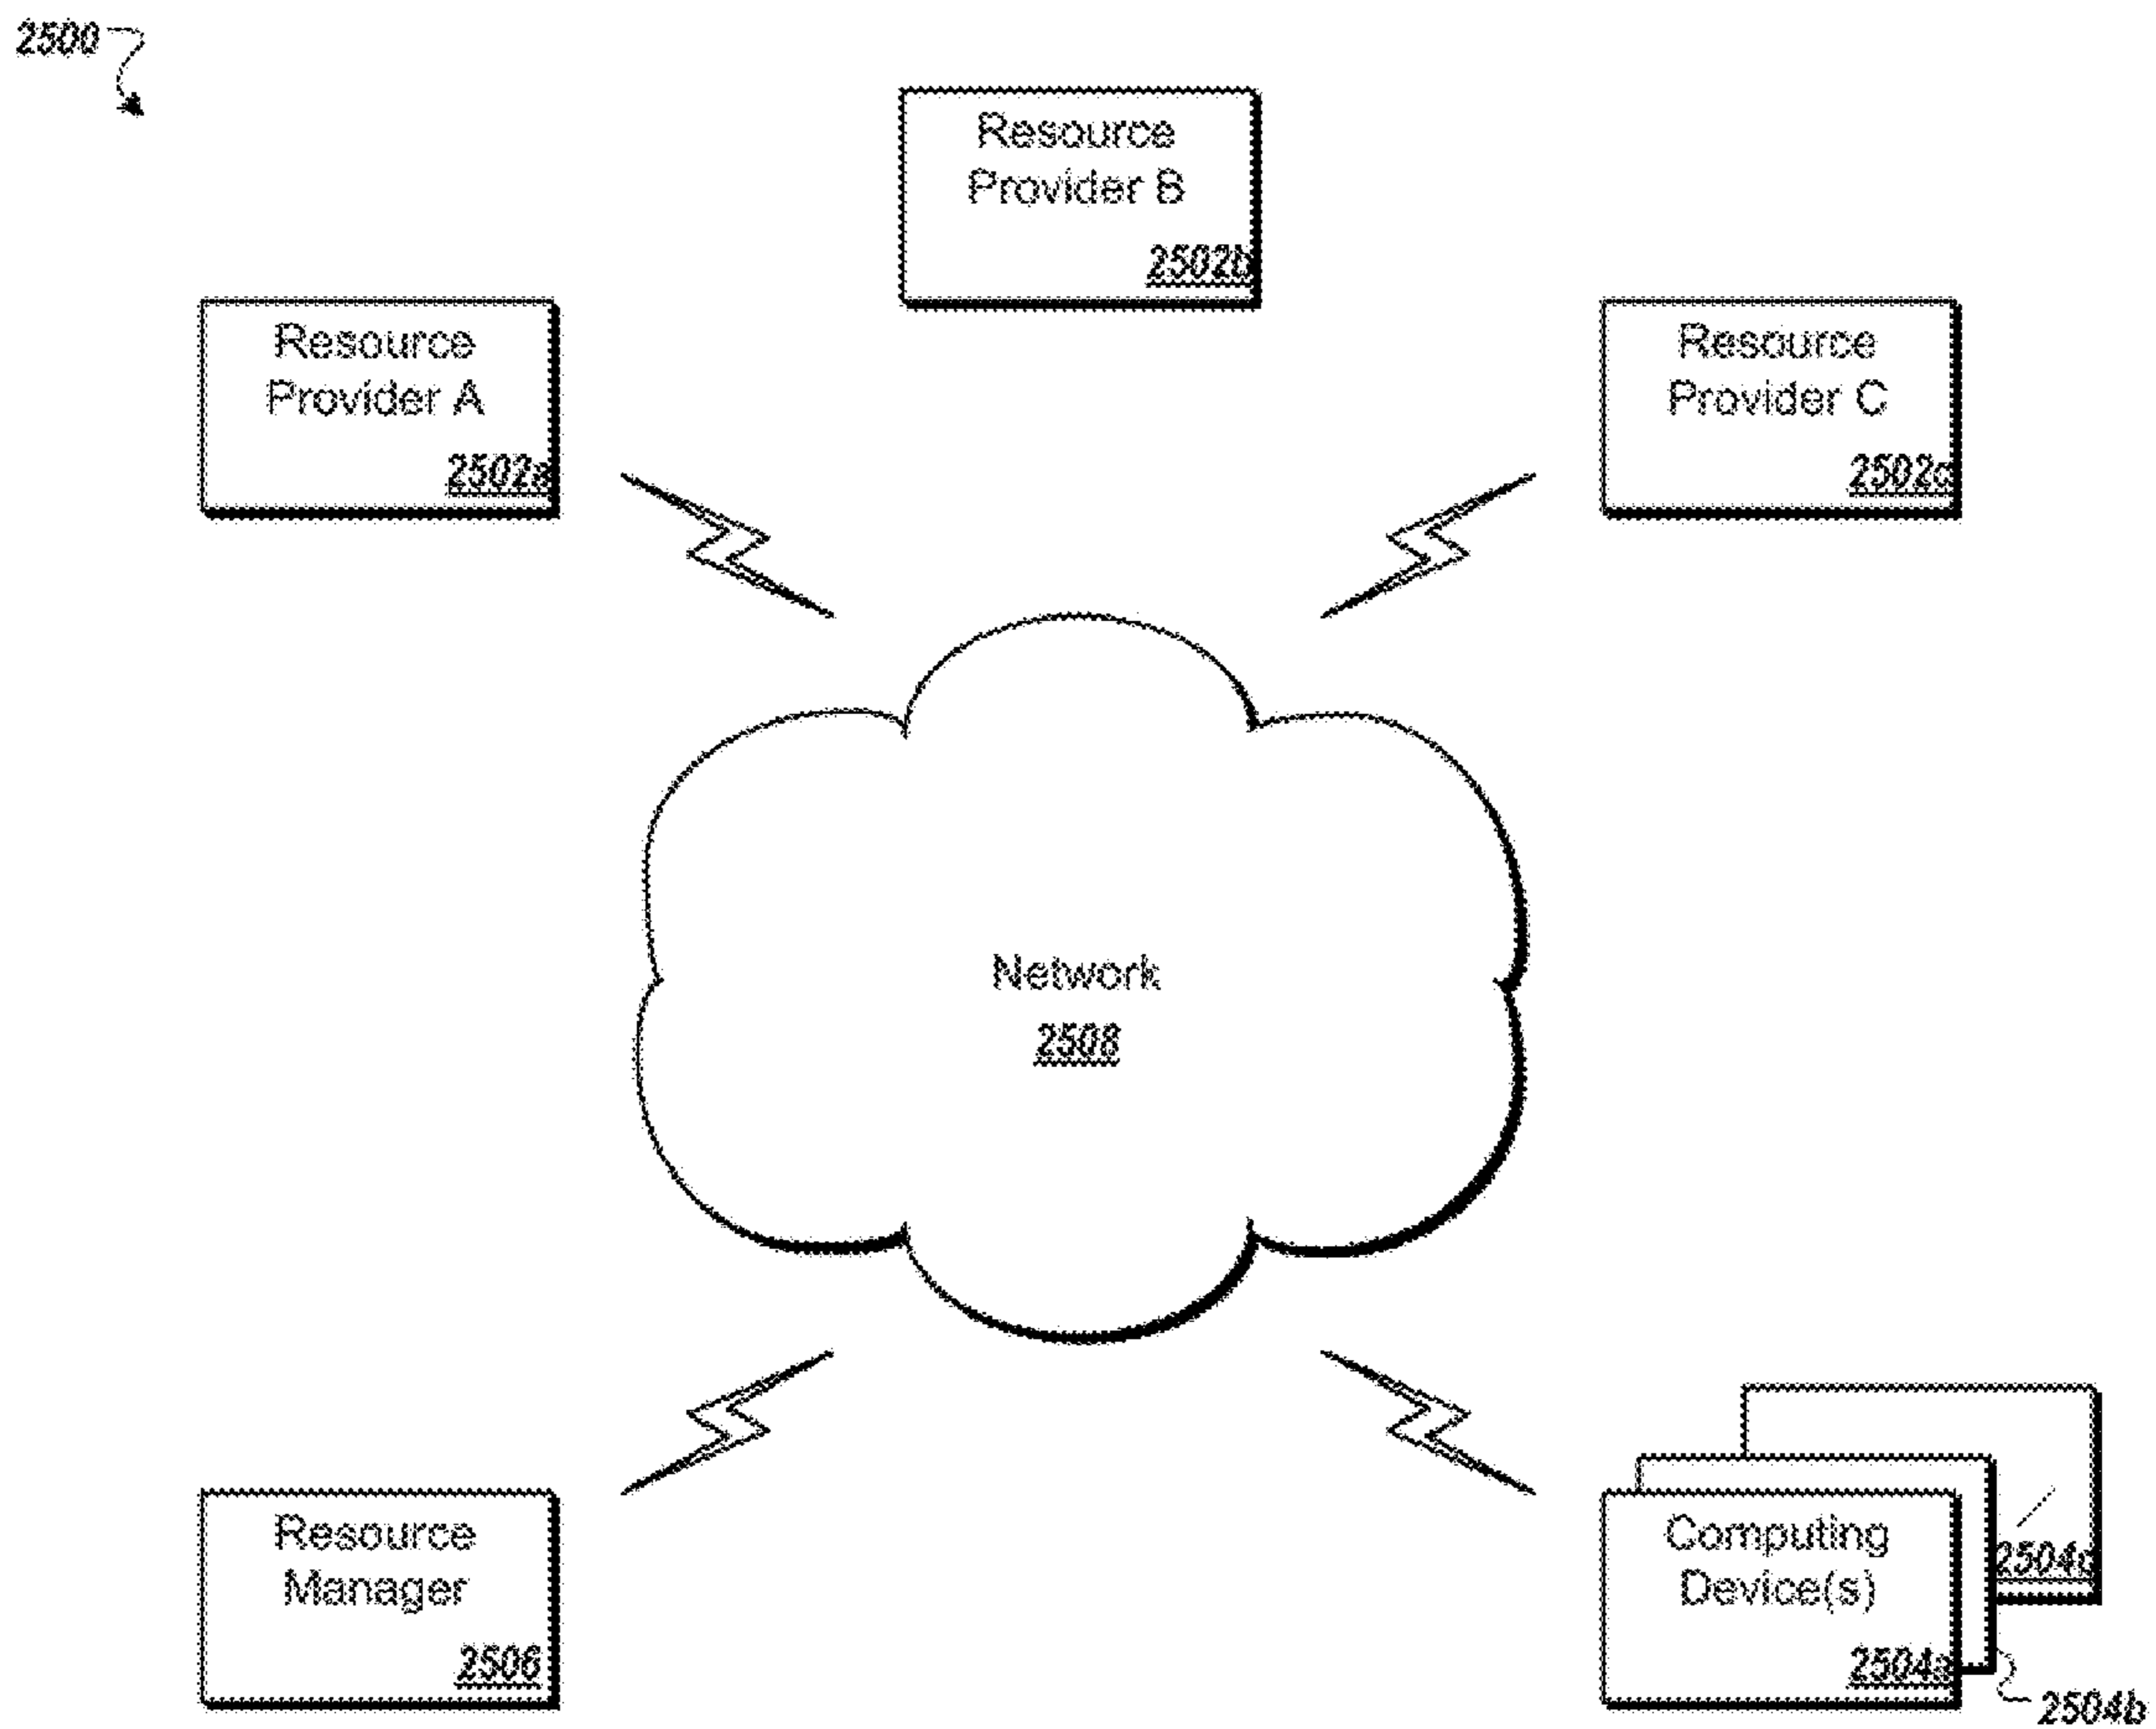 2500
Resource
Provider B
2502b
Resource
Provider A
2502a
Resource
Provider C
2502c
Network
2508
Resource
Manager
2506
Computing
Device(s)
2504a
2504c
2504b